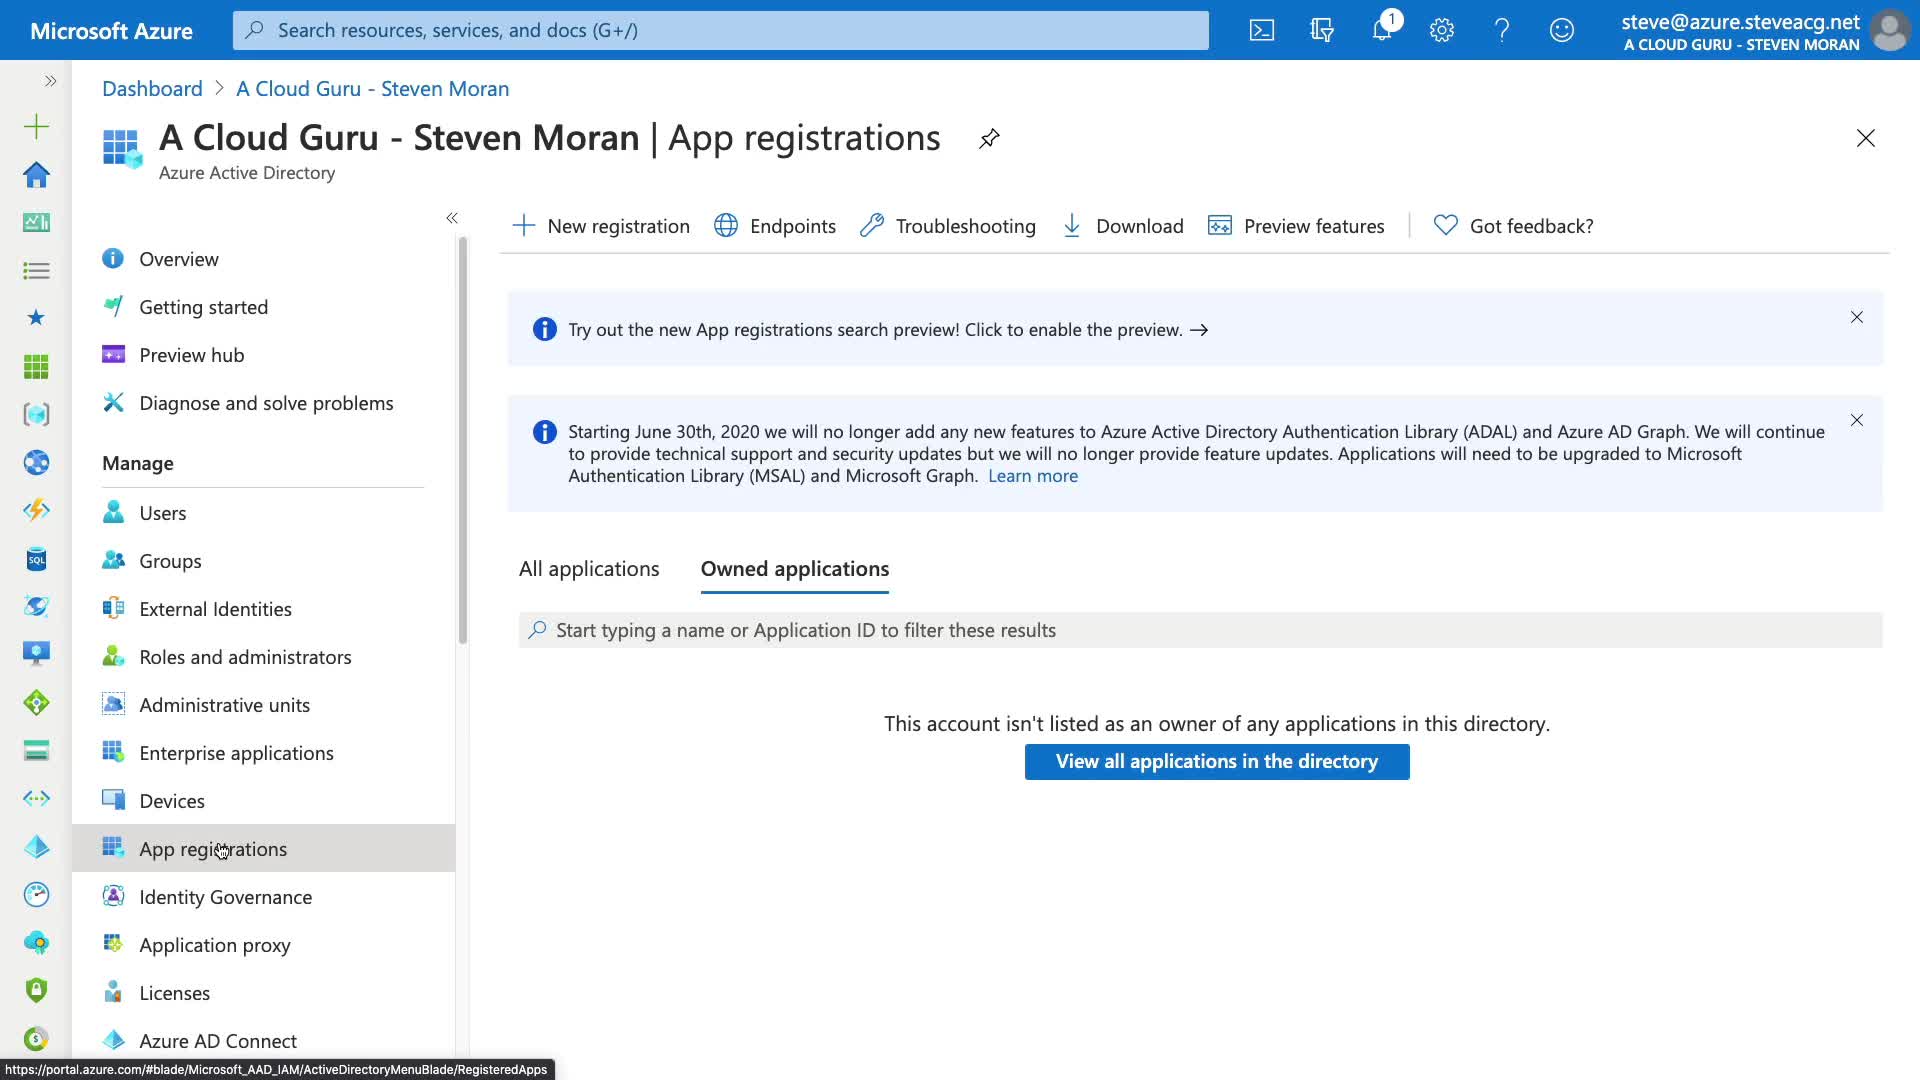 Microsoft Azure
Search resources, services, and docs (G+/)
1
steve@azure.steveacg.net
A CLOUD GURU - STEVEN MORAN
Dashboard > A Cloud Guru - Steven Moran
A Cloud Guru - Steven Moran | App registrations
Azure Active Directory
Overview
Getting started
Preview hub
Diagnose and solve problems
Manage
Users
Groups
External Identities
Roles and administrators
Administrative units
Enterprise applications
Devices
App registrations
Identity Governance
Application proxy
Licenses
Azure AD Connect
New registration
Endpoints
Troubleshooting
Download
Preview features
Got feedback?
Try out the new App registrations search preview! Click to enable the preview. →
Starting June 30th, 2020 we will no longer add any new features to Azure Active Directory Authentication Library (ADAL) and Azure AD Graph. We will continue
to provide technical support and security updates but we will no longer provide feature updates. Applications will need to be upgraded to Microsoft
Authentication Library (MSAL) and Microsoft Graph. Learn more
All applications
Owned applications
Start typing a name or Application ID to filter these results
This account isn't listed as an owner of any applications in this directory.
View all applications in the directory
SQL
https://portal.azure.com/#blade/Microsoft_AAD_IAM/ActiveDirectoryMenuBlade/RegisteredApps